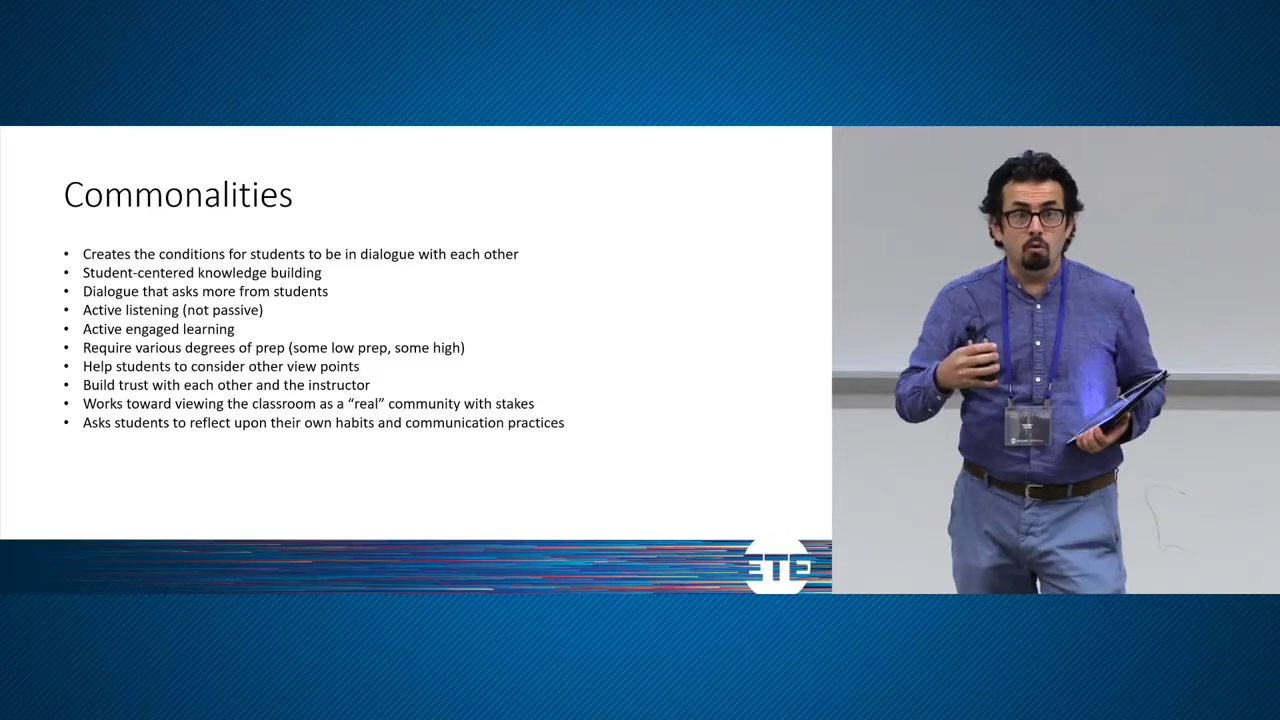 Commonalities
• Creates the conditions for students to be in dialogue with each other
• Student-centered knowledge building
• Dialogue that asks more from students
• Active listening (not passive)
• Active engaged learning
• Require various degrees of prep (some low prep, some high)
• Help students to consider other view points
• Build trust with each other and the instructor
• Works toward viewing the classroom as a “real” community with stakes
• Asks students to reflect upon their own habits and communication practices